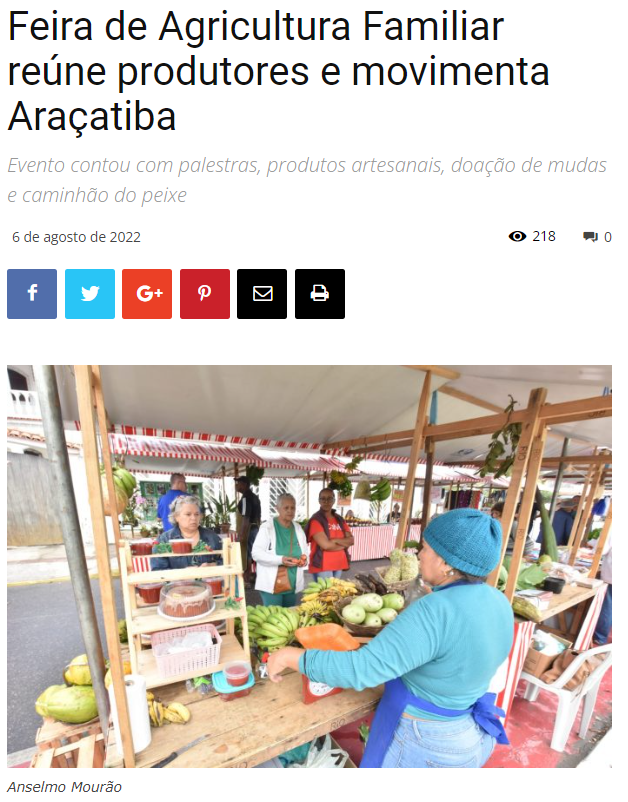 Feira de Agricultura Familiar
reúne produtores e movimenta
Araçatiba
Evento contou com palestras, produtos artesanais, doação de mudas
e caminhão do peixe
6 de agosto de 2022 218 0
f G+
Anselmo Mourão